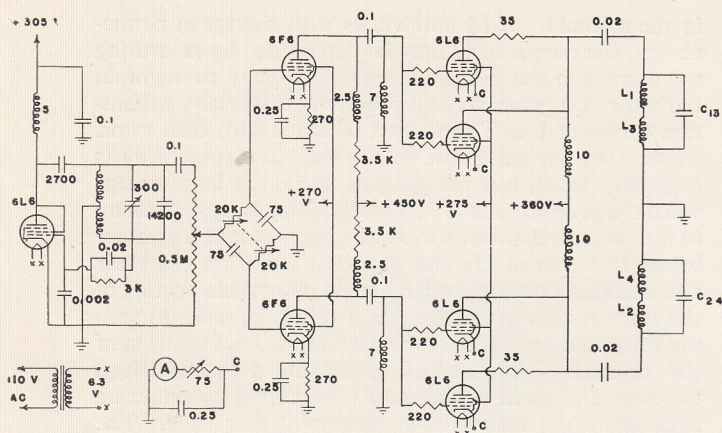 + 305 V
5
0.1
2700
0.1
6L6
300
14200
0.02
3K
0.5M
0.002
X X
110 V
AC
6.3
V
X
X
A
75
C
0.25
20K
75
75
20K
6F6
0.25
270
X X
+270
V
6F6
0.25
270
X X
0.1
2.5
7
3.5 K
+450V
3.5 K
2.5
0.1
7
6L6
220
220
X X C
X X C
+275
V
6L6
220
220
6L6
X X C
X X C
35
10
+360V
10
35
0.02
L1
L3
C13
L4
L2
C24
0.02